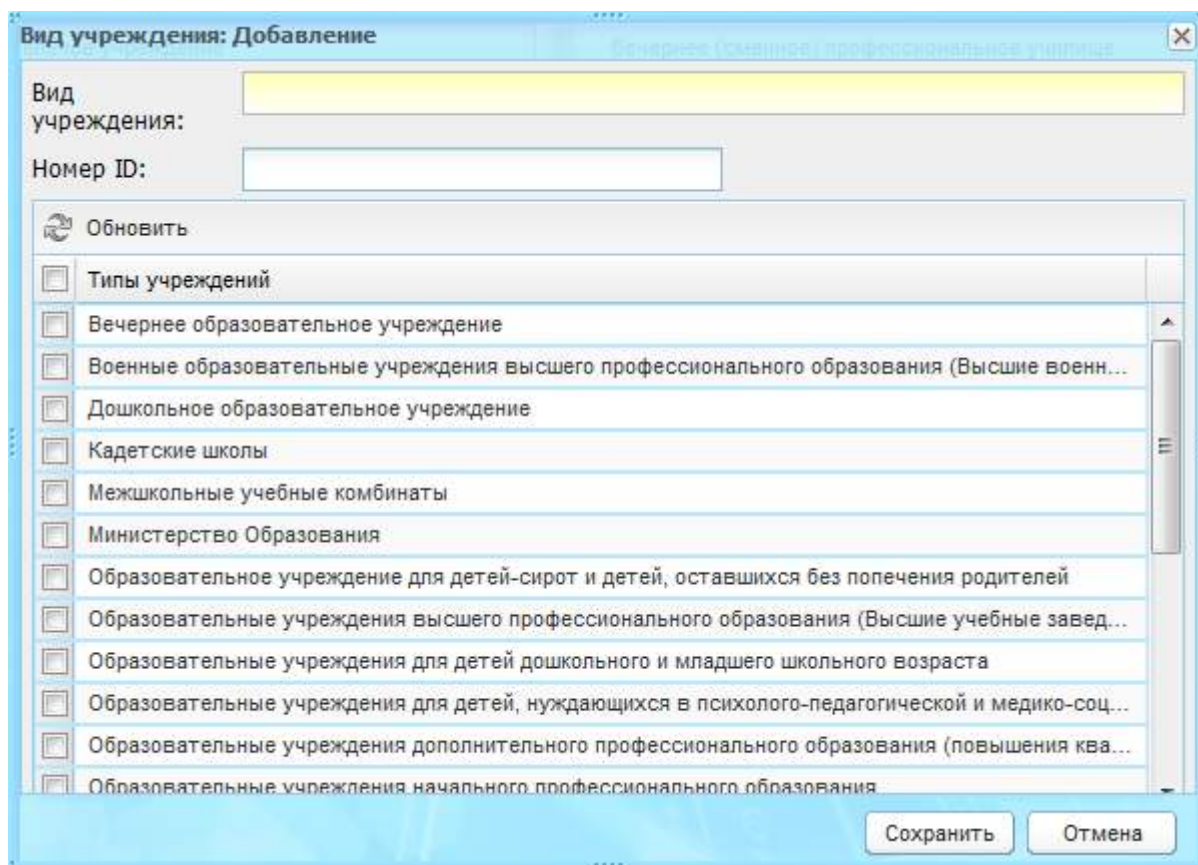 Вид учреждения: Добавление
Вечернее (сменное) профессиональное училище
Вид
учреждения:
Номер ID:
Обновить
Типы учреждений
Вечернее образовательное учреждение
Военные образовательные учреждения высшего профессионального образования (Высшие военн...
Дошкольное образовательное учреждение
Кадетские школы
Межшкольные учебные комбинаты
Министерство Образования
Образовательное учреждение для детей-сирот и детей, оставшихся без попечения родителей
Образовательные учреждения высшего профессионального образования (Высшие учебные завед...
Образовательные учреждения для детей дошкольного и младшего школьного возраста
Образовательные учреждения для детей, нуждающихся в психолого-педагогической и медико-соц...
Образовательные учреждения дополнительного профессионального образования (повышения ква...
Образовательные учреждения начального профессионального образования
Сохранить
Отмена